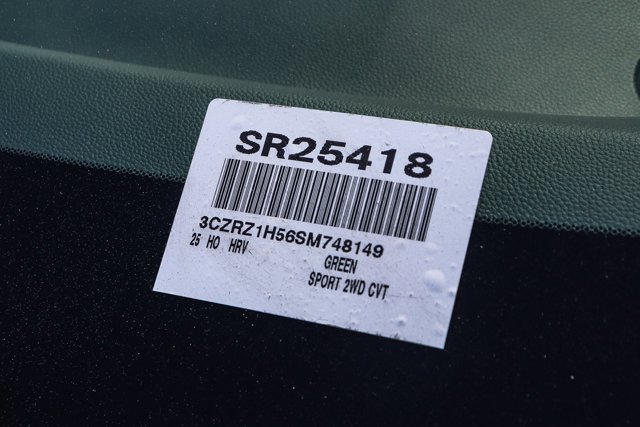 SR25418
3CZRZ1H56SM748149
25 HO HRV
GREEN
SPORT 2WD CVT